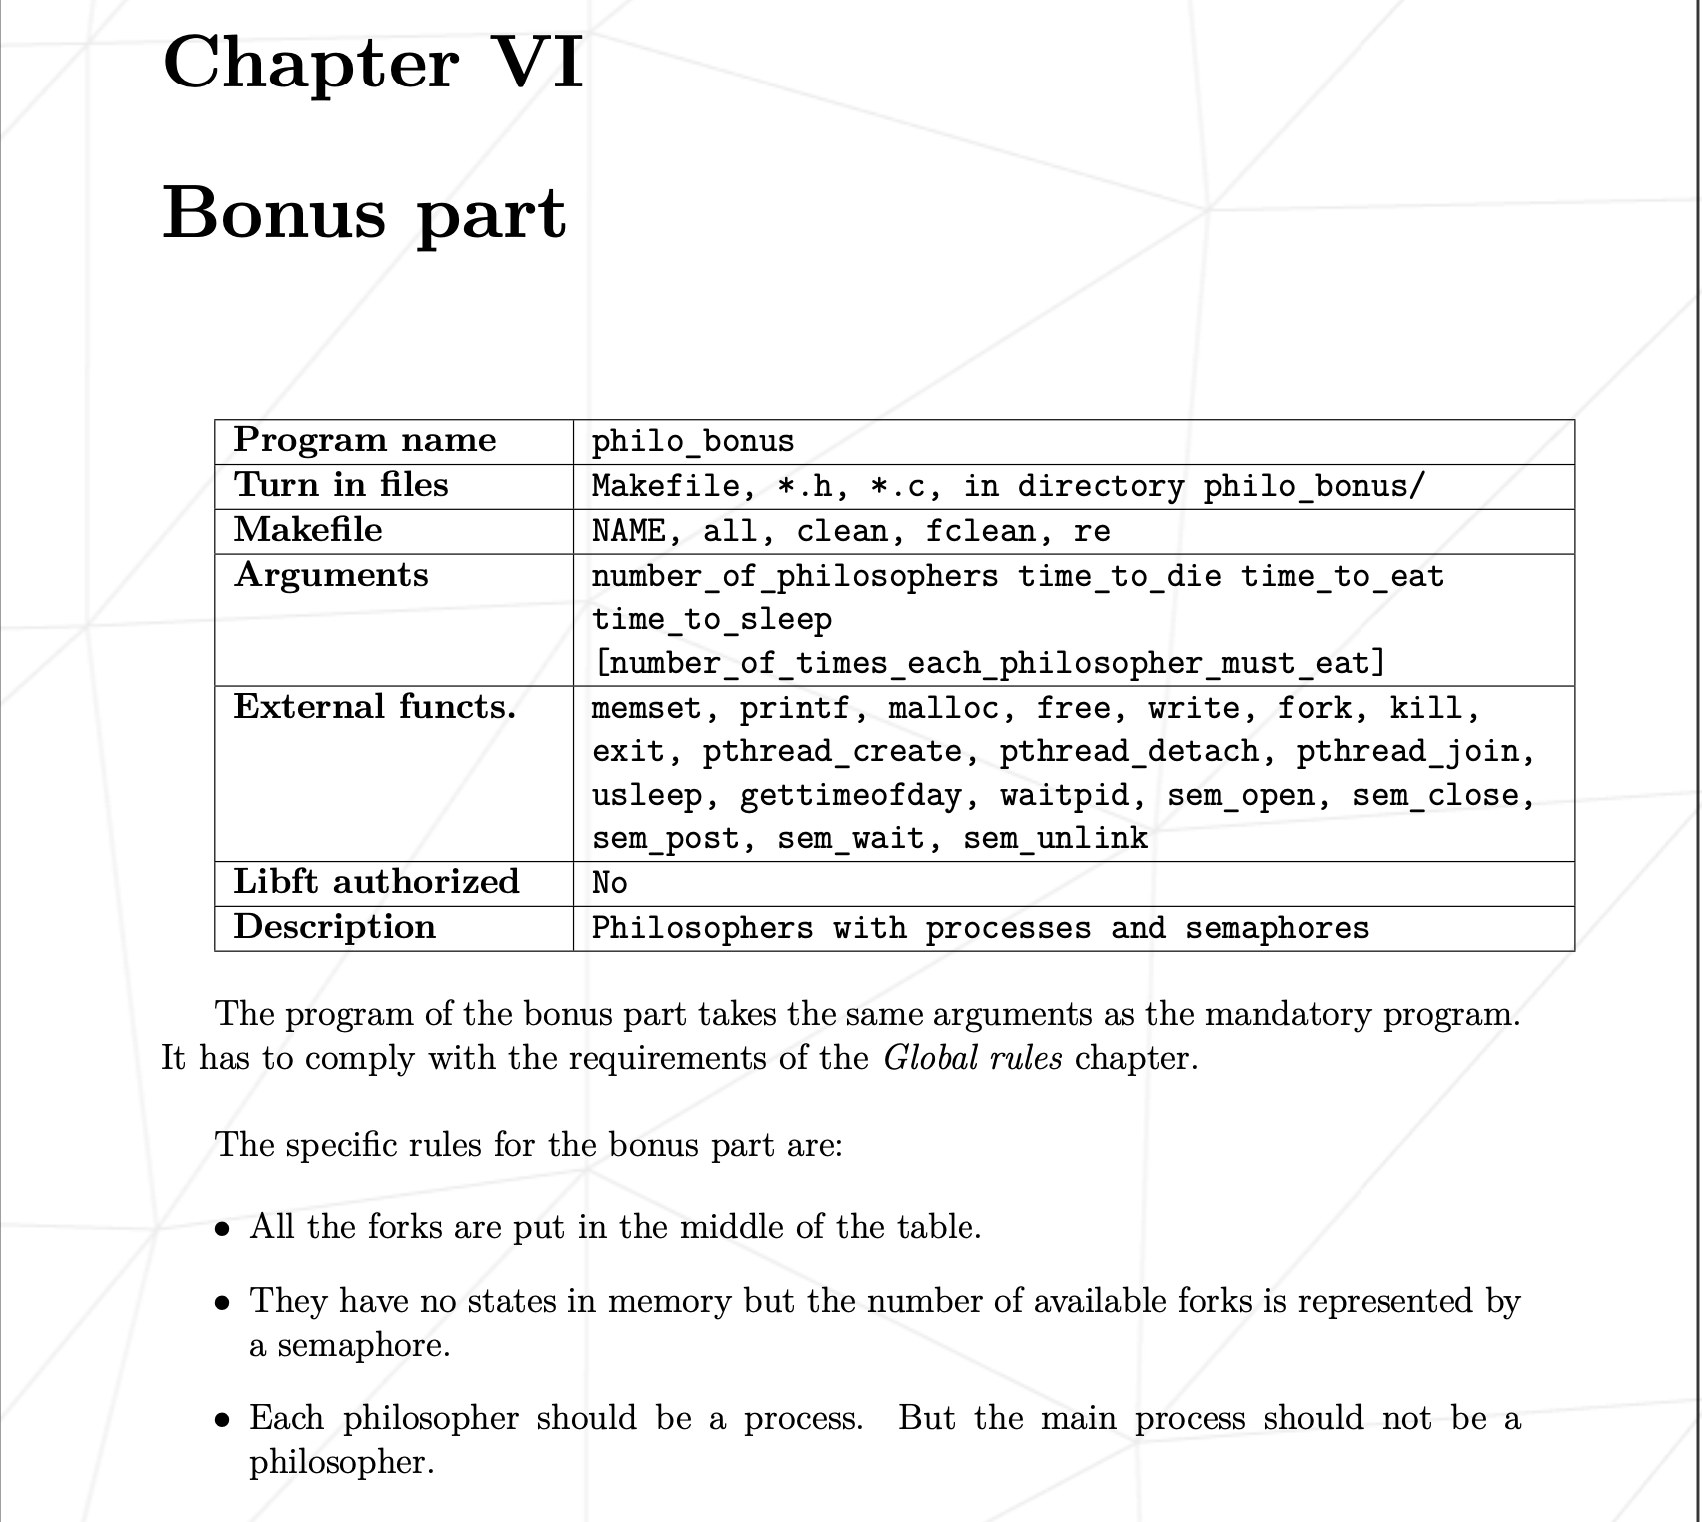 Chapter VI
Bonus part
Program name philo_bonus
Turn in files Makefile, *.h, *.c, in directory philo_bonus/
Makefile NAME, all, clean, fclean, re
Arguments number_of_philosophers time_to_die time_to_eat
time_to_sleep
[number_of_times_each_philosopher_must_eat]
External functs. memset, printf, malloc, free, write, fork, kill,
exit, pthread_create, pthread_detach, pthread_join,
usleep, gettimeofday, waitpid, sem_open, sem_close,
sem_post, sem_wait, sem_unlink
Libft authorized No
Description Philosophers with processes and semaphores
The program of the bonus part takes the same arguments as the mandatory program.
It has to comply with the requirements of the Global rules chapter.
The specific rules for the bonus part are:
• All the forks are put in the middle of the table.
• They have no states in memory but the number of available forks is represented by
a semaphore.
• Each philosopher should be a process. But the main process should not be a
philosopher.